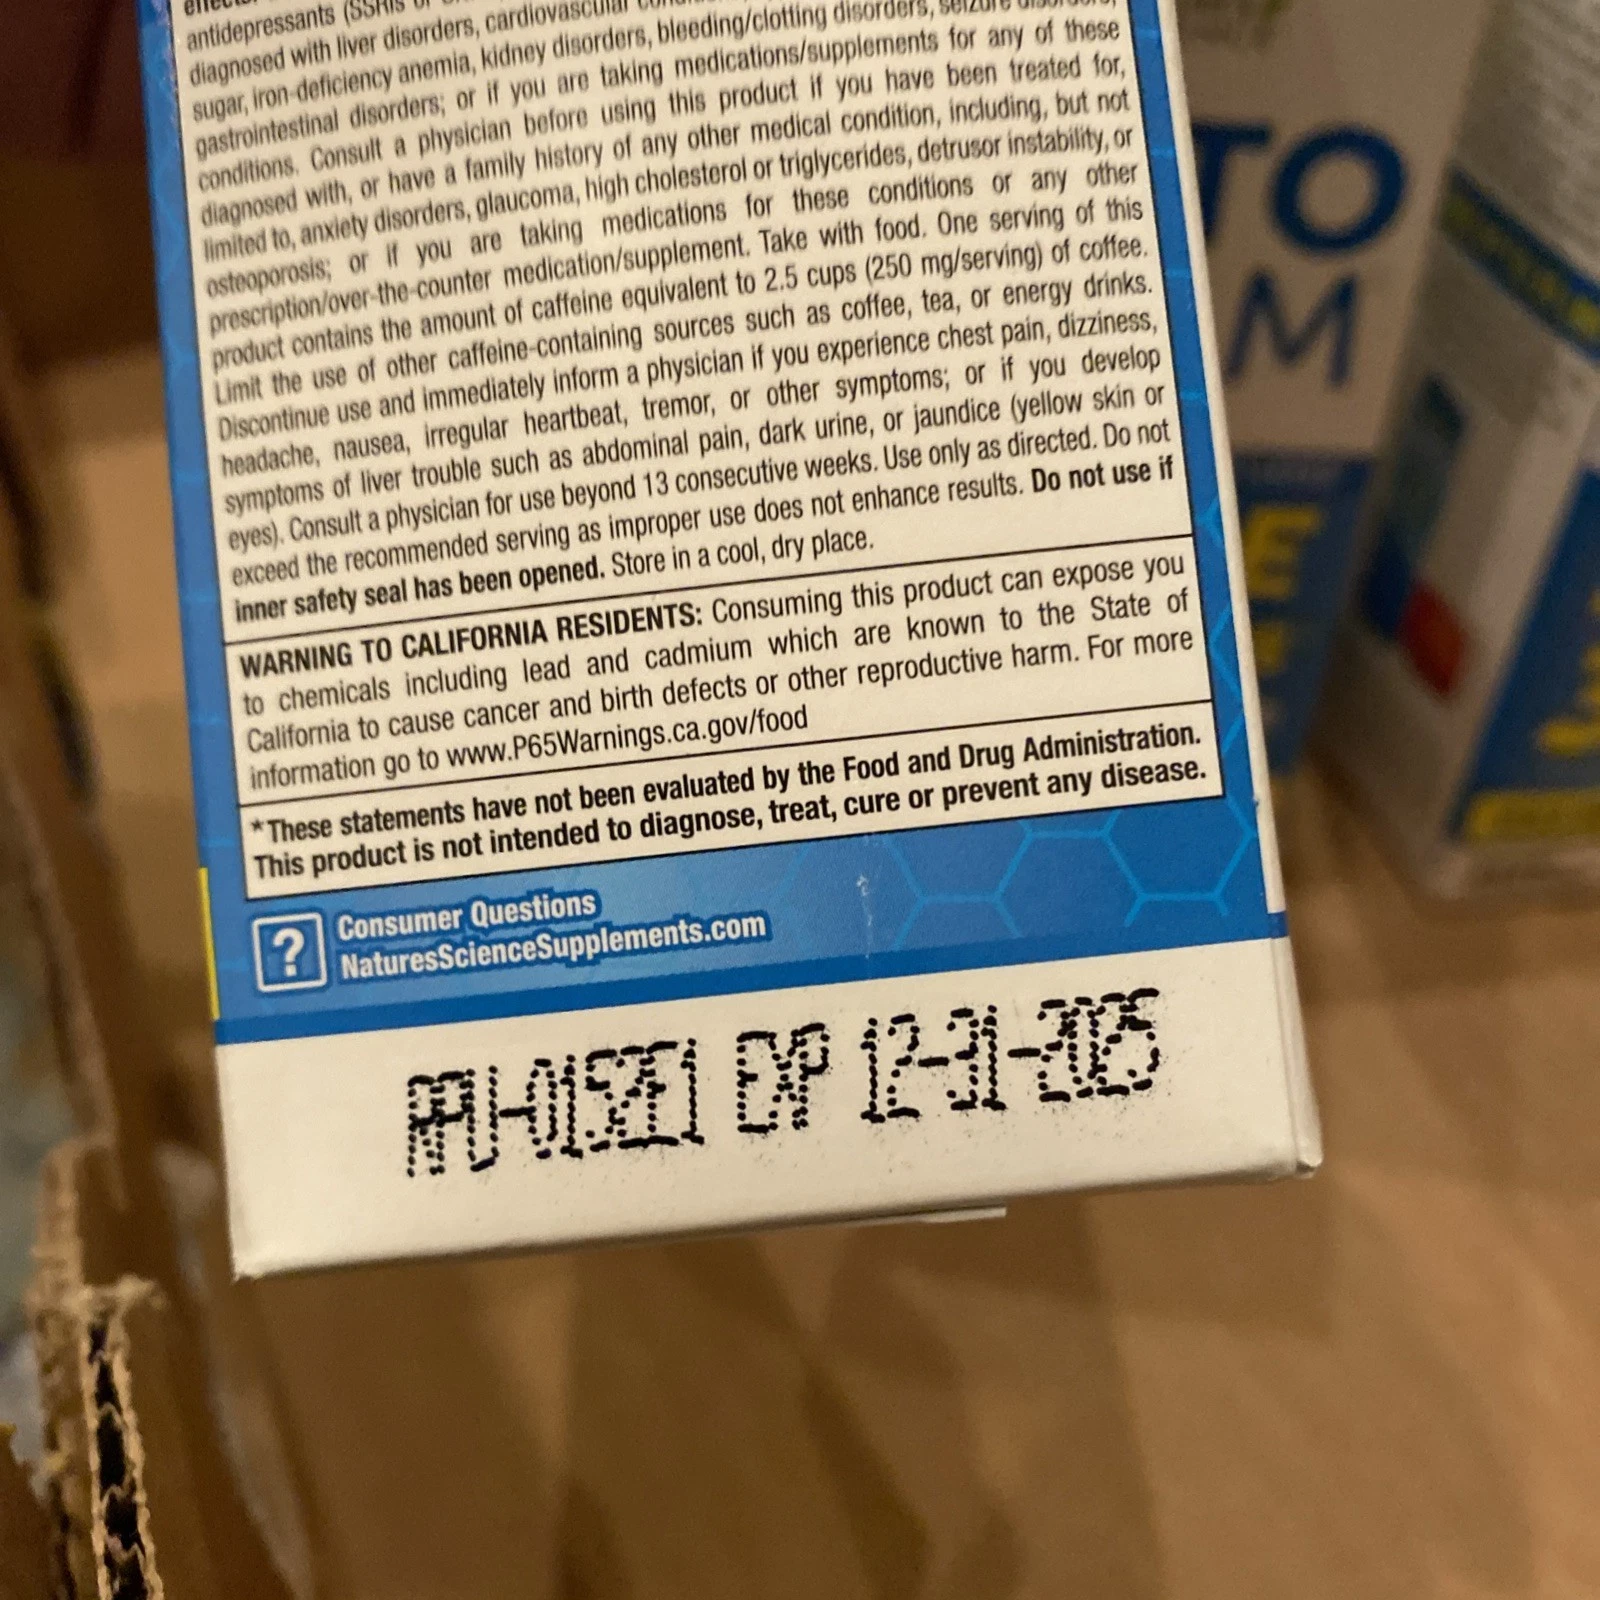 antidepressants (SSRIs or
diagnosed with liver disorders, cardiovascular
sugar, iron-deficiency anemia, kidney disorders, bleeding/clotting disorders, seizure disorders,
gastrointestinal disorders; or if you are taking medications/supplements for any of these
conditions. Consult a physician before using this product if you have been treated for,
diagnosed with, or have a family history of any other medical condition, including, but not
limited to, anxiety disorders, glaucoma, high cholesterol or triglycerides, detrusor instability, or
osteoporosis; or if you are taking medications for these conditions or any other
prescription/over-the-counter medication/supplement. Take with food. One serving of this
product contains the amount of caffeine equivalent to 2.5 cups (250 mg/serving) of coffee.
Limit the use of other caffeine-containing sources such as coffee, tea, or energy drinks.
Discontinue use and immediately inform a physician if you experience chest pain, dizziness,
headache, nausea, irregular heartbeat, tremor, or other symptoms; or if you develop
symptoms of liver trouble such as abdominal pain, dark urine, or jaundice (yellow skin or
eyes). Consult a physician for use beyond 13 consecutive weeks. Use only as directed. Do not
exceed the recommended serving as improper use does not enhance results. Do not use if
inner safety seal has been opened. Store in a cool, dry place.
WARNING TO CALIFORNIA RESIDENTS: Consuming this product can expose you
to chemicals including lead and cadmium which are known to the State of
California to cause cancer and birth defects or other reproductive harm. For more
information go to www.P65Warnings.ca.gov/food
*These statements have not been evaluated by the Food and Drug Administration.
This product is not intended to diagnose, treat, cure or prevent any disease.
? Consumer Questions
NaturesScienceSupplements.com
EXP 12-31-2025
TO
M